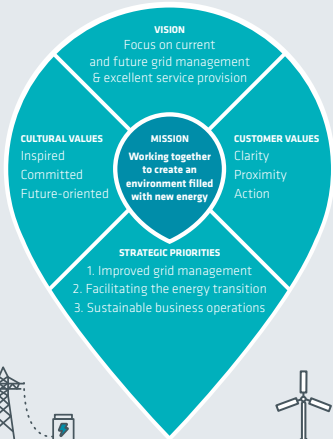 VISION
Focus on current
and future grid management
& excellent service provision
CULTURAL VALUES
Inspired
Committed
Future-oriented
MISSION
Working together
to create an
environment filled
with new energy
CUSTOMER VALUES
Clarity
Proximity
Action
STRATEGIC PRIORITIES
1. Improved grid management
2. Facilitating the energy transition
3. Sustainable business operations